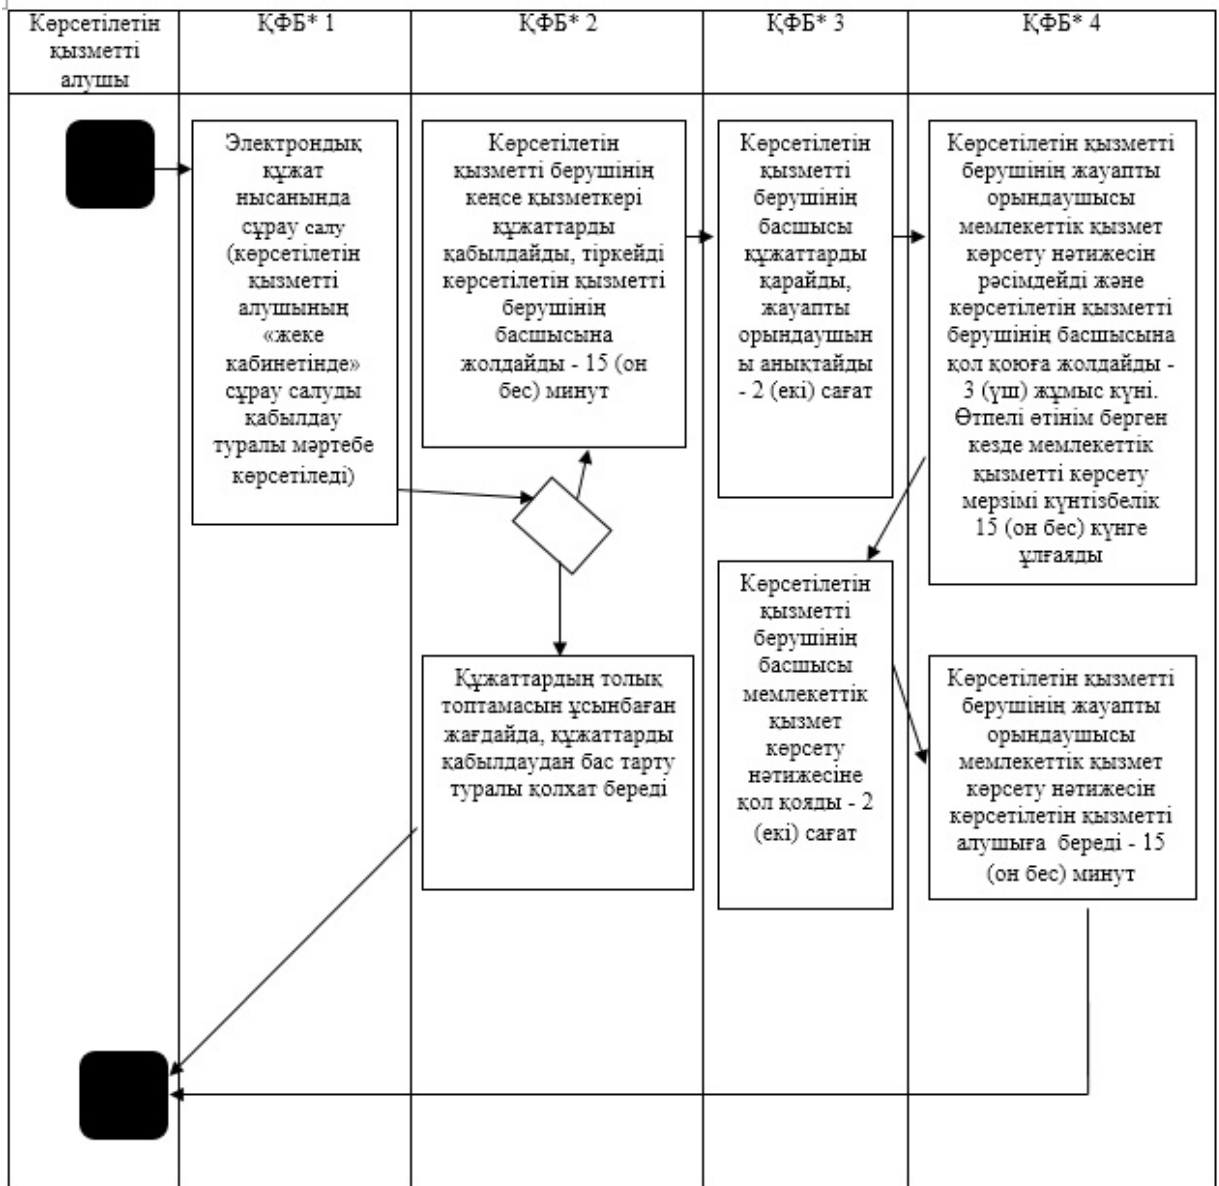 Көрсетілетін
қызметті
алушы
ҚФБ* 1
ҚФБ* 2
ҚФБ* 3
ҚФБ* 4
Электрондық
құжат
нысанында
сұрау салу
(көрсетілетін
қызметті
алушының
«жеке
кабинетінде»
сұрау салуды
қабылдау
туралы мәртебе
көрсетіледі)
Көрсетілетін
қызметті берушінің
кеңсе қызметкері
құжаттарды
қабылдайды, тіркейді
көрсетілетін қызметті
берушінің
басшысына
жолдайды - 15 (он
бес) минут
Көрсетілетін
қызметті
берушінің
басшысы
құжаттарды
қарайды,
жауапты
орындаушын
ы анықтайды
- 2 (екі) сағат
Көрсетілетін қызметті
берушінің жауапты
орындаушысы
мемлекеттік қызмет
көрсету нәтижесін
рәсімдейді және
көрсетілетін қызметті
берушінің басшысына
қол қоюға жолдайды -
3 (үш) жұмыс күні.
Өтпелі өтінім берген
кезде мемлекеттік
қызметті көрсету
мерзімі күнтізбелік
15 (он бес) күнге
ұлғаяды
Құжаттардың толық
топтамасын ұсынбаған
жағдайда, құжаттарды
қабылдаудан бас тарту
туралы қолхат береді
Көрсетілетін
қызметті
берушінің
басшысы
мемлекеттік
қызмет
көрсету
нәтижесіне
қол қояды - 2
(екі) сағат
Көрсетілетін қызметті
берушінің жауапты
орындаушысы
мемлекеттік қызмет
көрсету нәтижесін
көрсетілетін қызметті
алушыға береді - 15
(он бес) минут